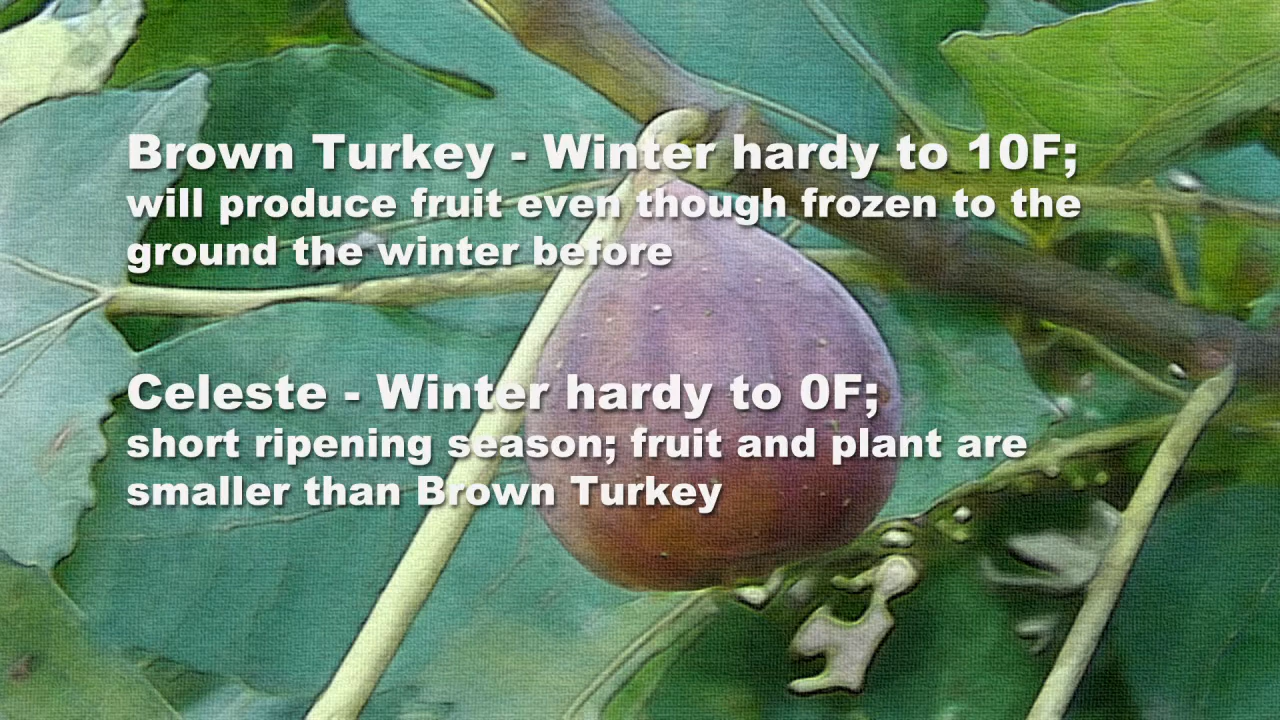 Brown Turkey - Winter hardy to 10F;
will produce fruit even though frozen to the
ground the winter before
Celeste - Winter hardy to 0F;
short ripening season; fruit and plant are
smaller than Brown Turkey